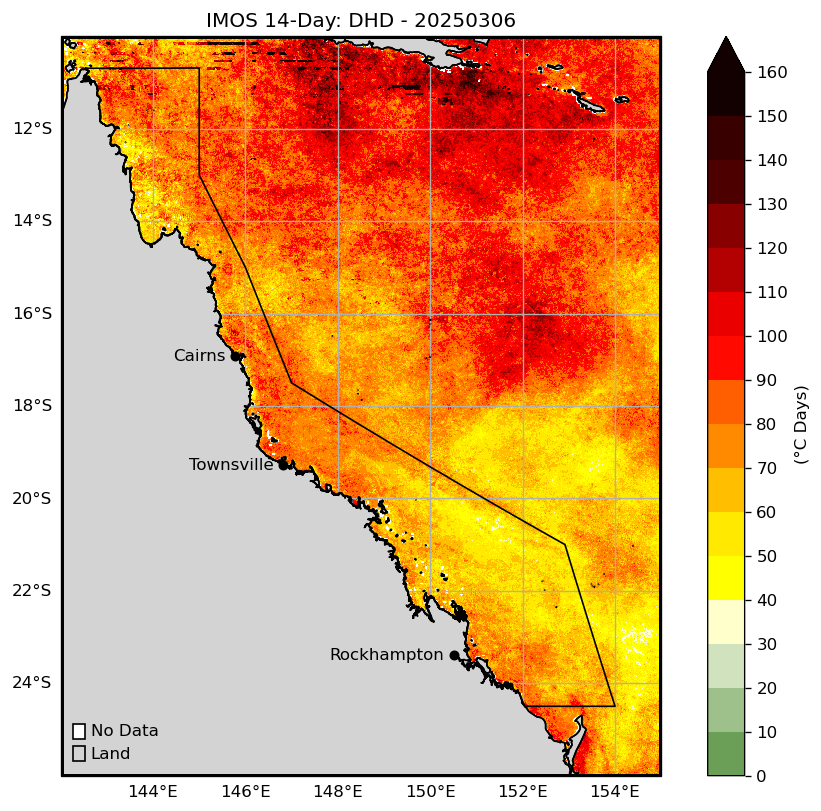 IMOS 14-Day: DHD - 20250306
12°S
14°S
16°S
18°S
20°S
22°S
24°S
Cairns
Townsville
Rockhampton
No Data
Land
144°E 146°E 148°E 150°E 152°E 154°E
160
150
140
130
120
110
100
90
80
70
60
50
40
30
20
10
0
(°C Days)